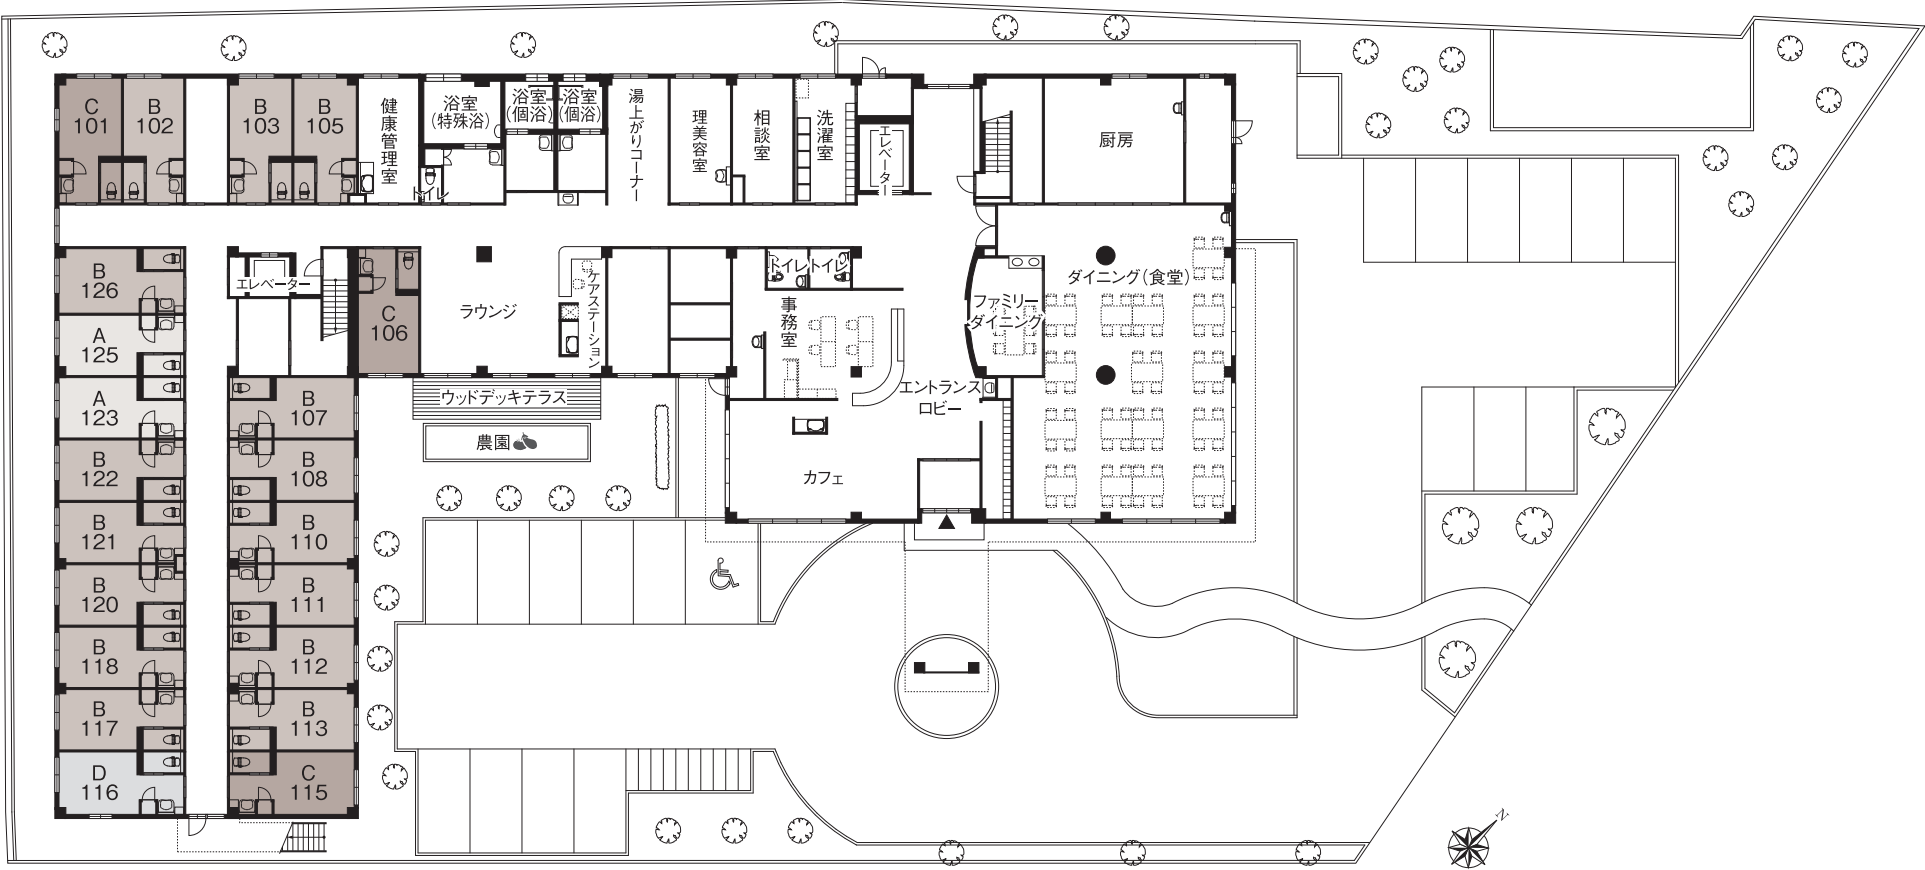 C
101
B
102
B
103
B
105
健康管理室
浴室
（特殊浴）
浴室
（個浴）
浴室
（個浴）
トイレ
湯上がりコーナー
理美容室
相談室
洗濯室
エレベーター
厨房
B
126
エレベーター
C
106
ラウンジ
ケアステーション
トイレ
トイレ
事務室
ファミリー
ダイニング
ダイニング（食堂）
A
125
A
123
B
107
ウッドデッキテラス
農園
エントランス
ロビー
カフェ
B
122
B
108
B
121
B
110
B
120
B
111
B
118
B
112
B
117
B
113
D
116
C
115
N